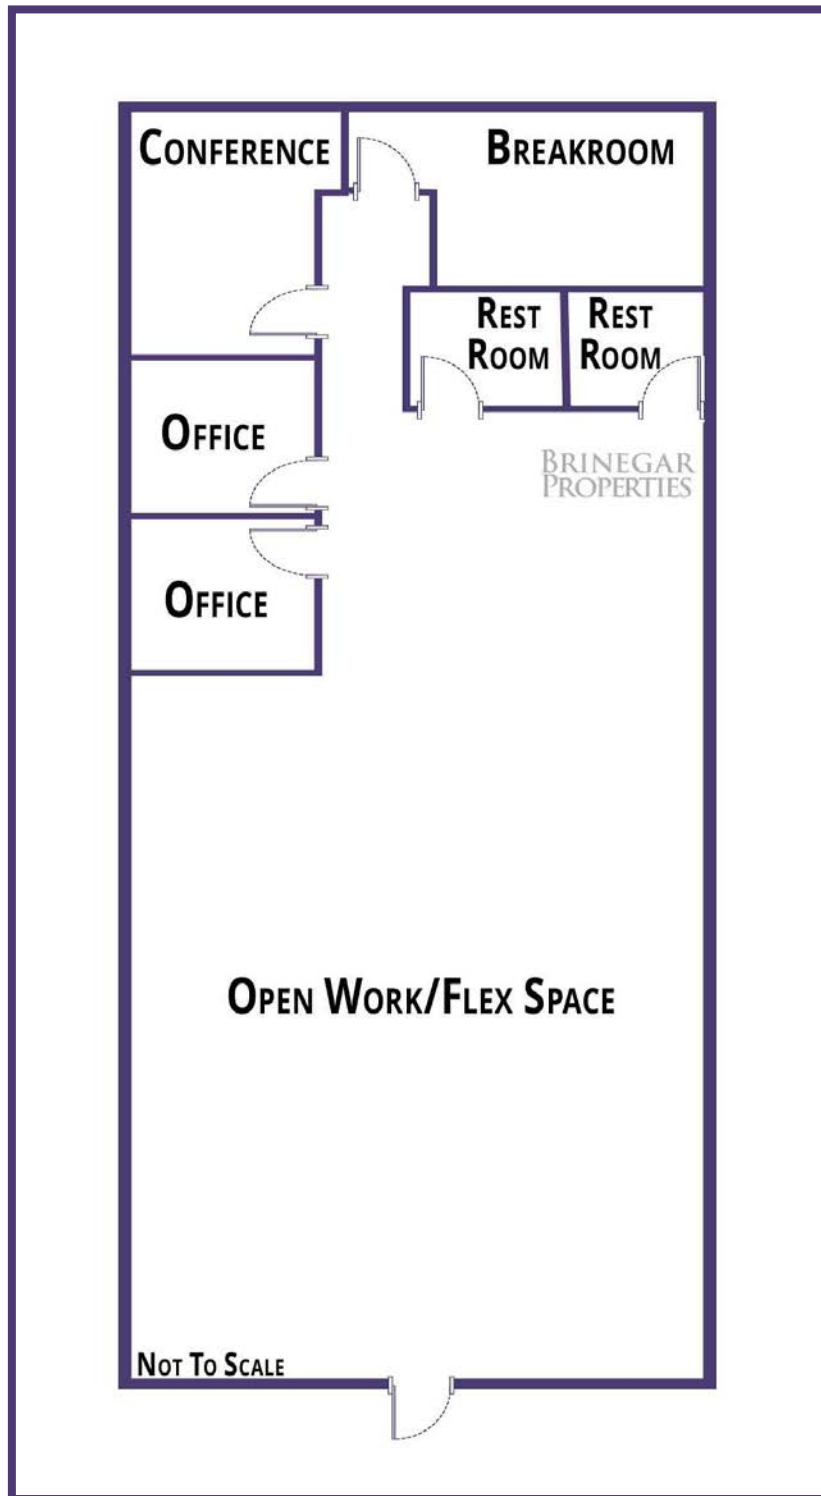 Conference
Breakroom
Rest
Room
Rest
Room
Office
Brinegar
Properties
Office
Open Work/Flex Space
Not To Scale